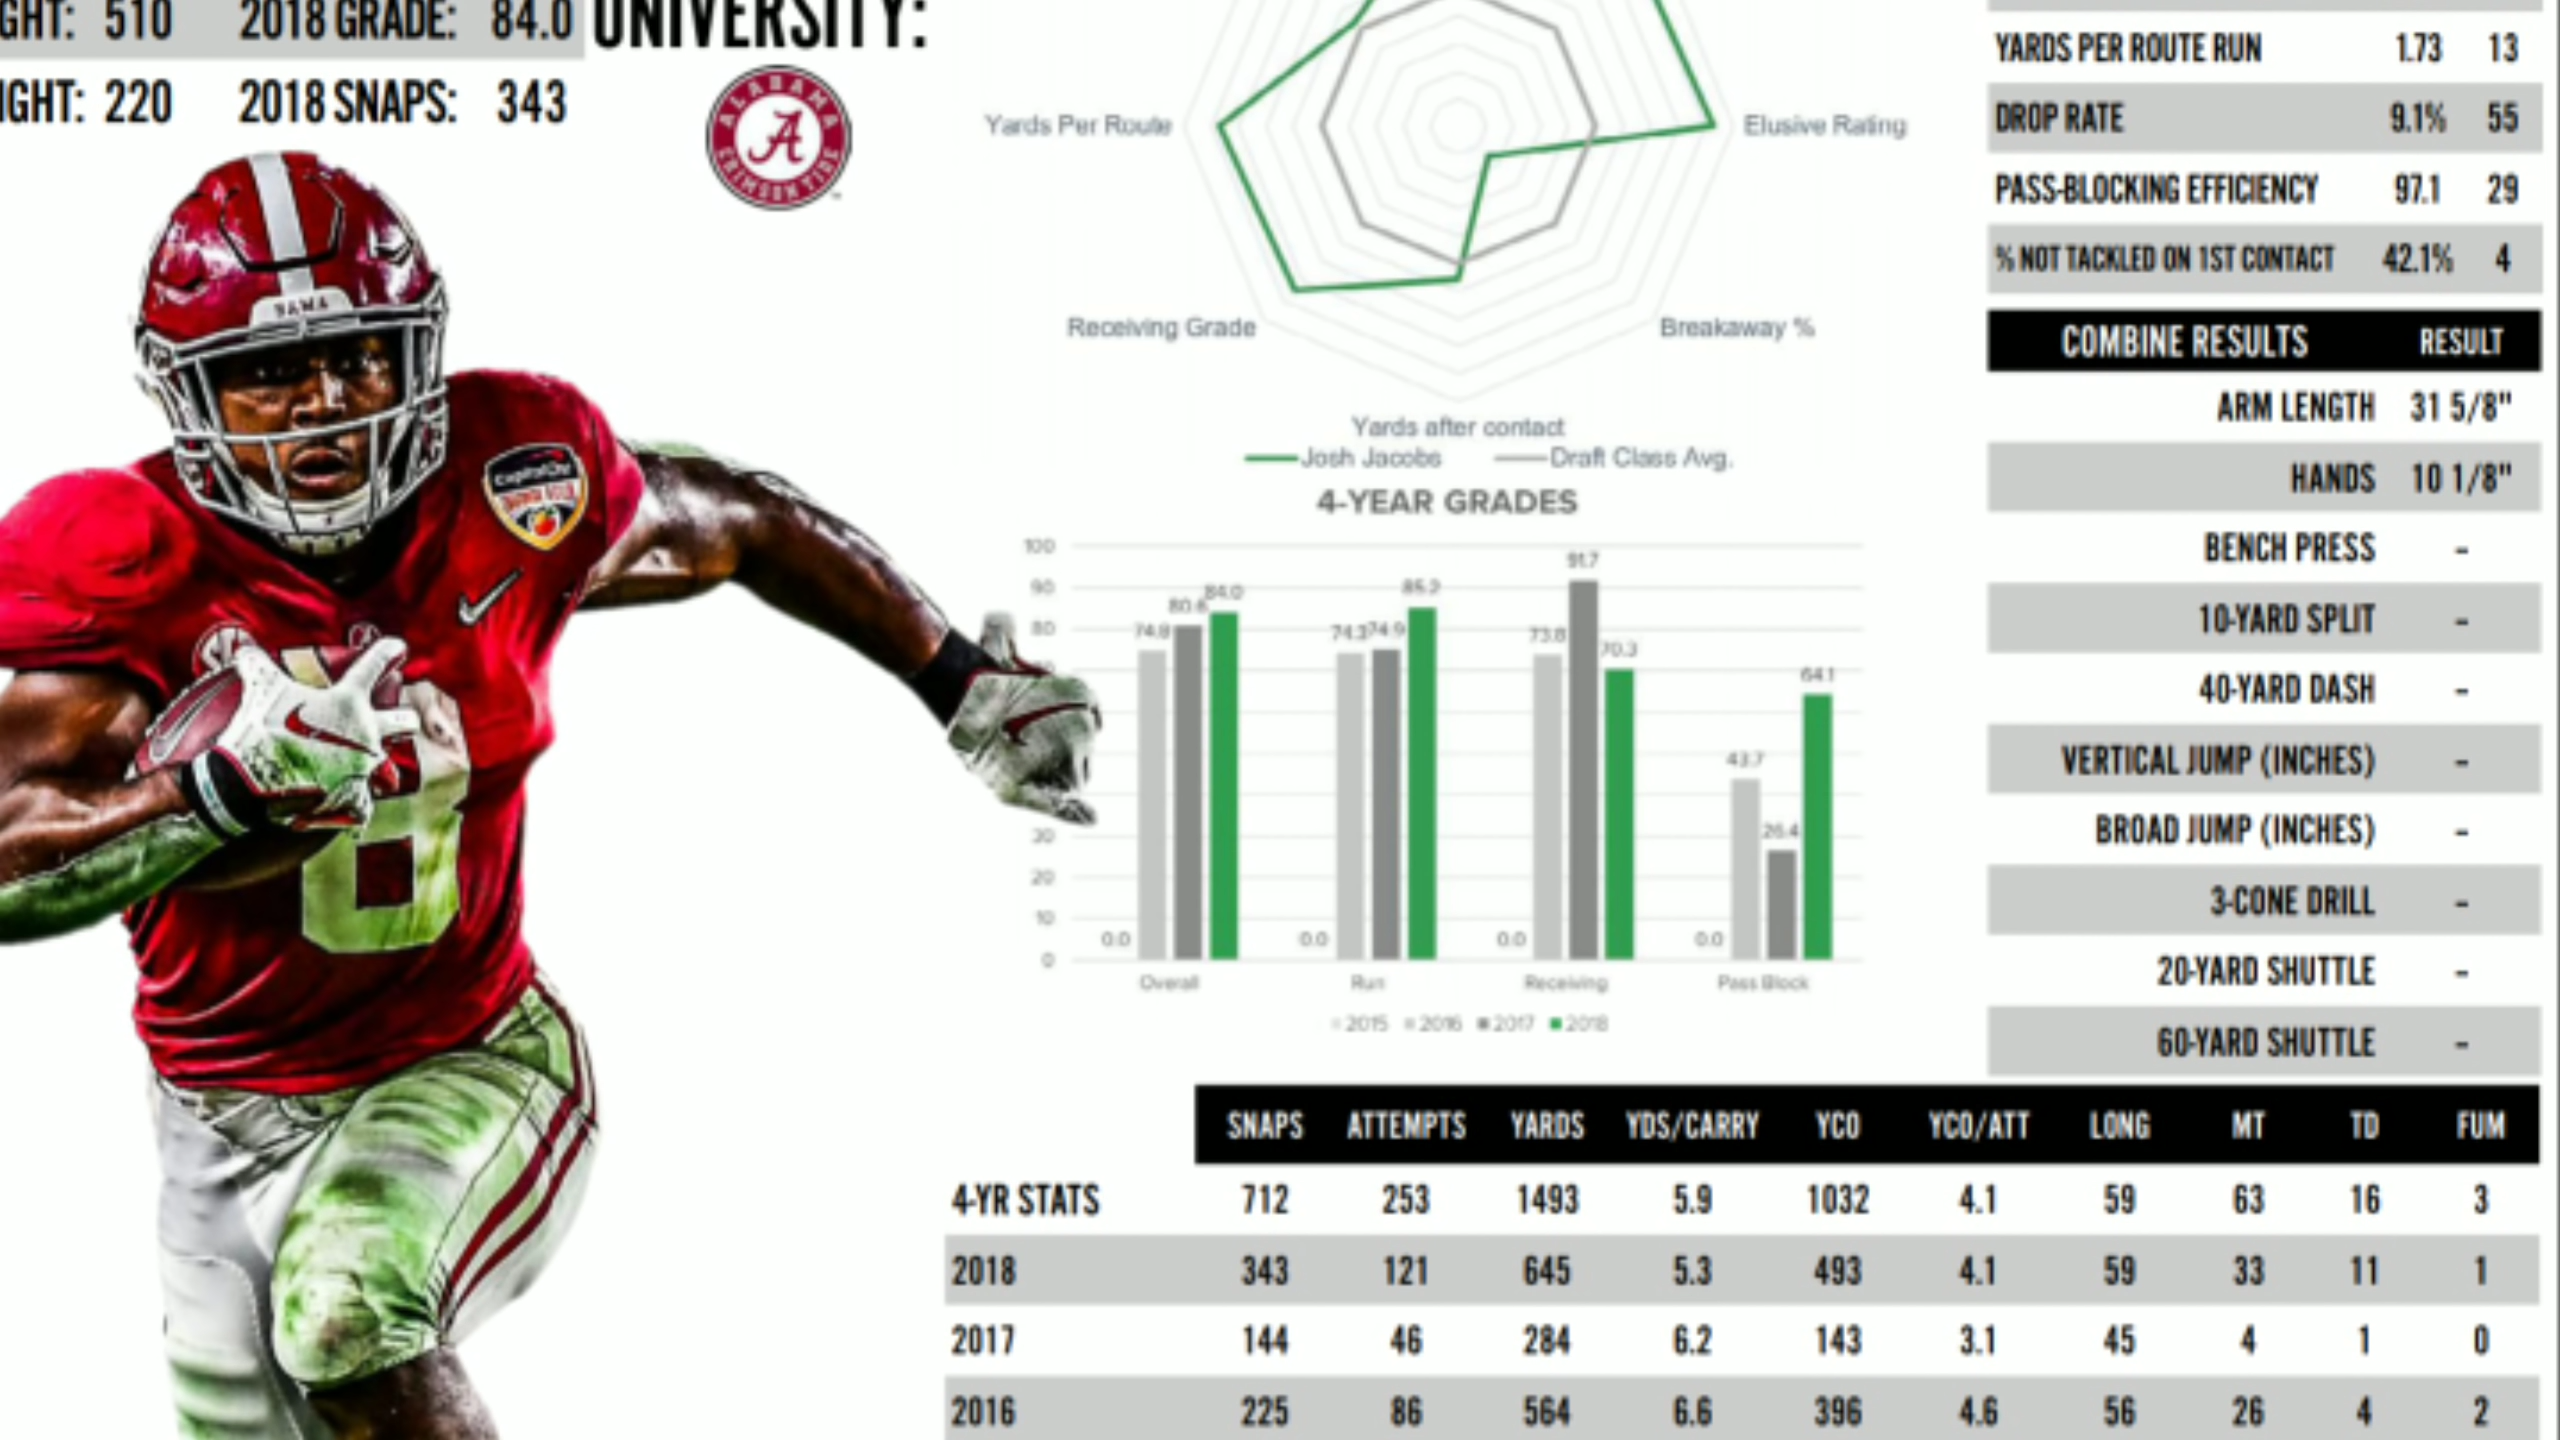 GHT: 510 2018 GRADE: 84.0 UNIVERSITY:
IGHT: 220 2018 SNAPS: 343
ALABAMA
A
CRIMSON TIDE
BAMA
8
Yards Per Route
Elusive Rating
Receiving Grade
Breakaway %
Yards after contact
Josh Jacobs Draft Class Avg.
4-YEAR GRADES
100
90
80
30
20
10
0
0.0 74.8 80.6 84.0
0.0 74.3 74.9 85.2
0.0 73.8 91.7 70.3
0.0 43.7 26.4 64.1
Overall Run Receiving Pass Block
2015 2016 2017 2018
YARDS PER ROUTE RUN 1.73 13
DROP RATE 9.1% 55
PASS-BLOCKING EFFICIENCY 97.1 29
% NOT TACKLED ON 1ST CONTACT 42.1% 4
COMBINE RESULTS RESULT
ARM LENGTH 31 5/8"
HANDS 10 1/8"
BENCH PRESS -
10-YARD SPLIT -
40-YARD DASH -
VERTICAL JUMP (INCHES) -
BROAD JUMP (INCHES) -
3-CONE DRILL -
20-YARD SHUTTLE -
60-YARD SHUTTLE -
SNAPS ATTEMPTS YARDS YDS/CARRY YCO YCO/ATT LONG MT TD FUM
4-YR STATS 712 253 1493 5.9 1032 4.1 59 63 16 3
2018 343 121 645 5.3 493 4.1 59 33 11 1
2017 144 46 284 6.2 143 3.1 45 4 1 0
2016 225 86 564 6.6 396 4.6 56 26 4 2